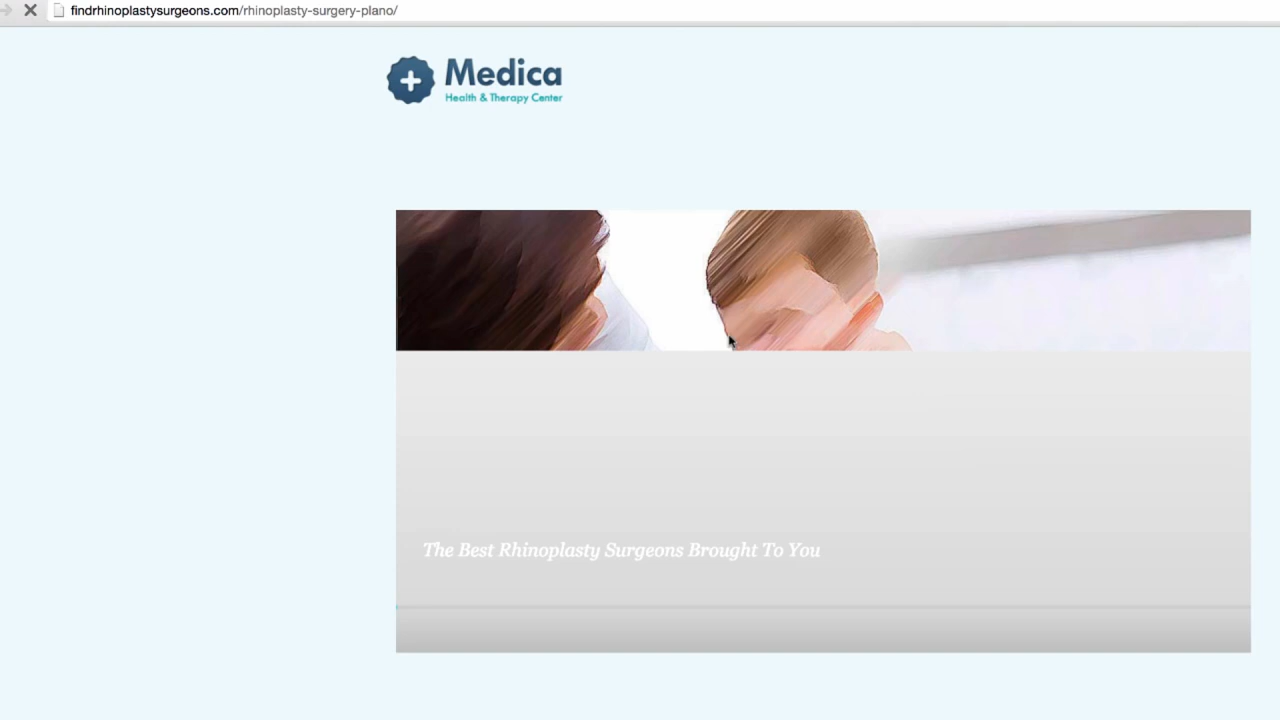 findrhinoplastysurgeons.com/rhinoplasty-surgery-plano/
Medica
Health & Therapy Center
The Best Rhinoplasty Surgeons Brought To You